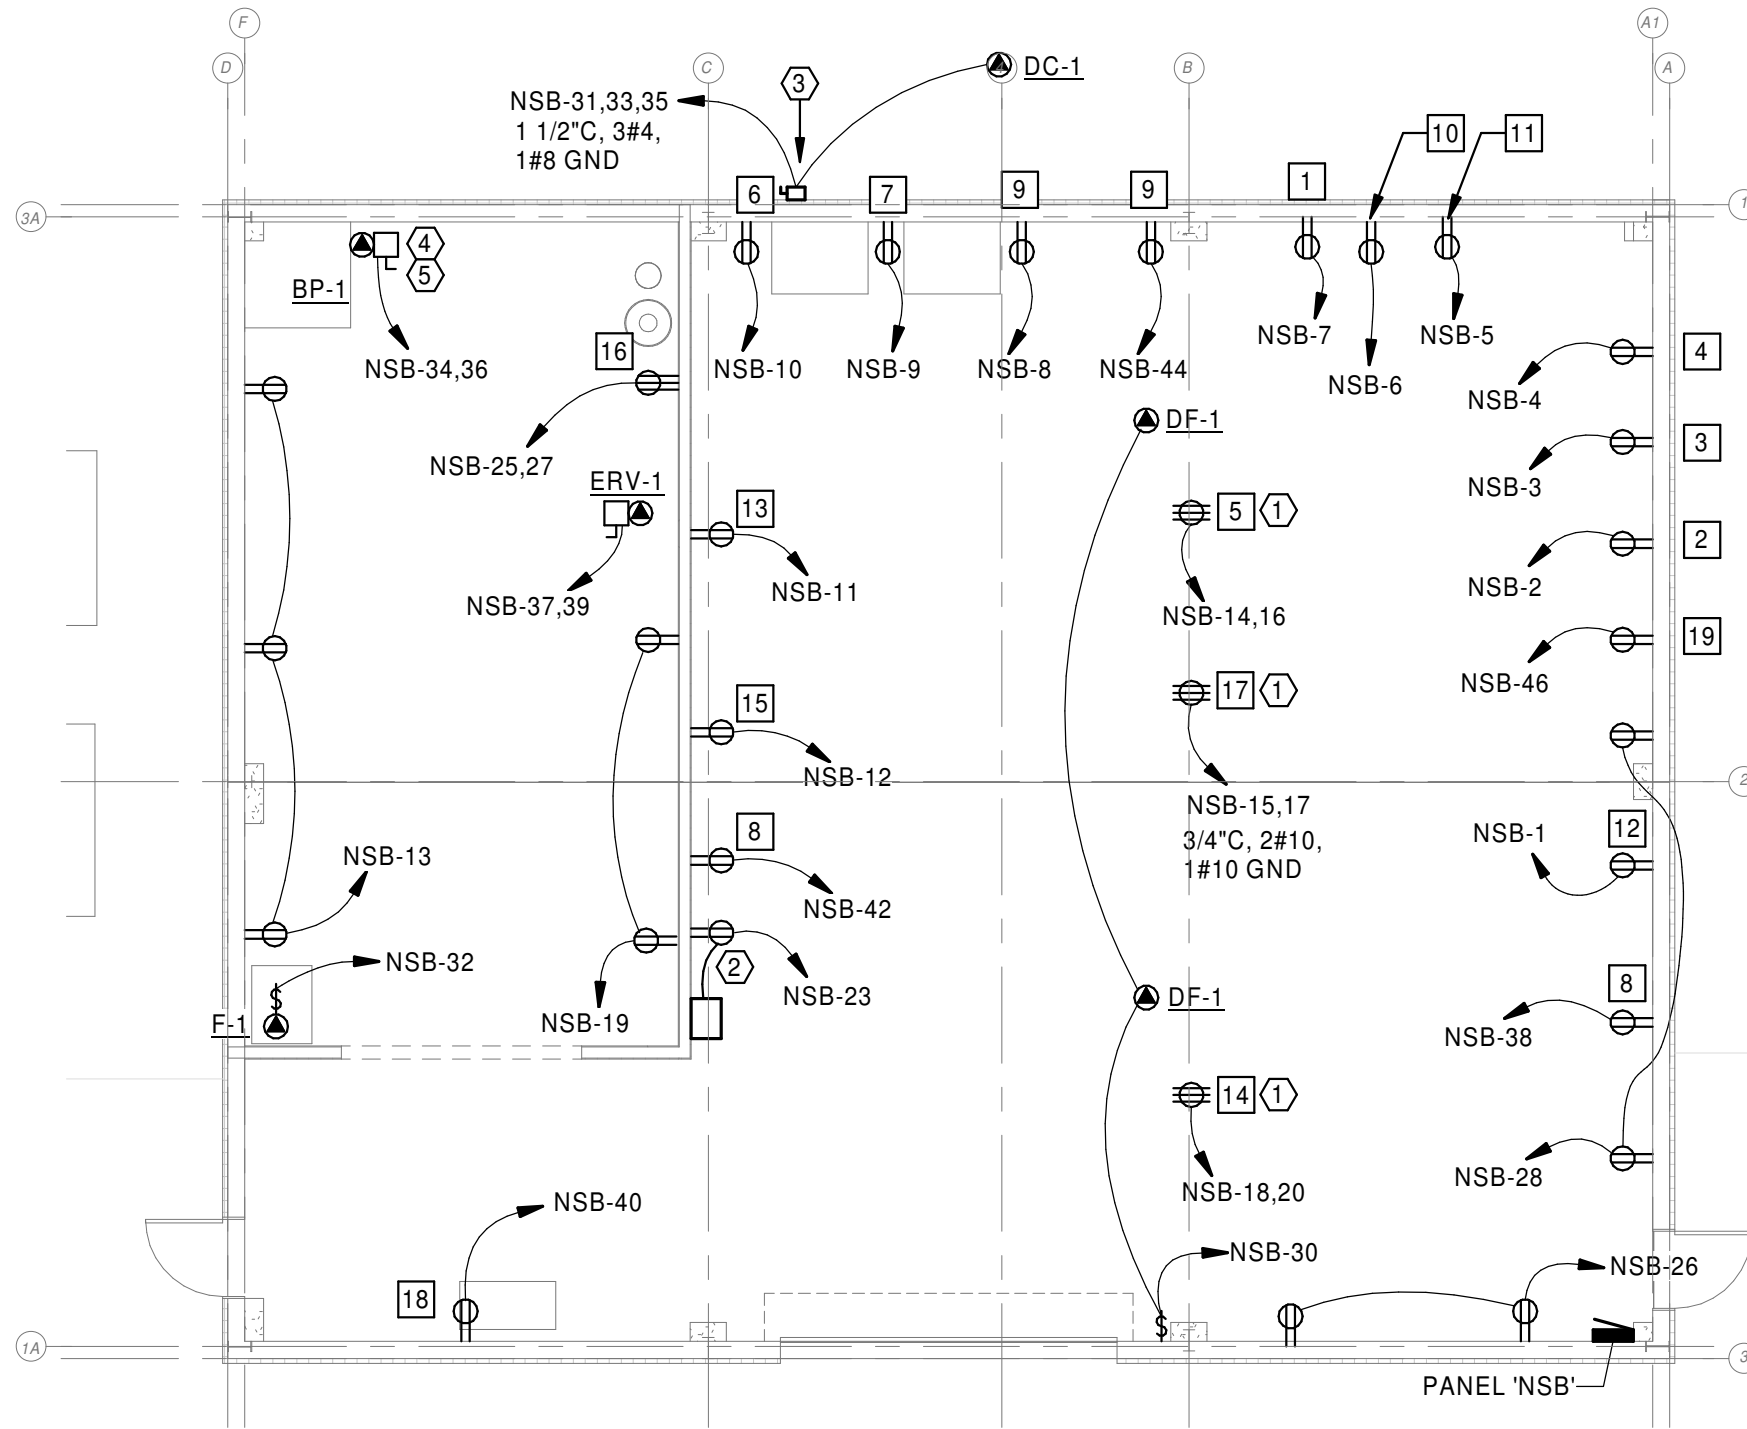 F
A1
D
C
4
B
A
DC-1
3
NSB-31,33,35
1 1/2"C, 3#4,
1#8 GND
10
11
6
7
9
9
1
3A
1
4
5
BP-1
NSB-34,36
16
NSB-10
NSB-9
NSB-8
NSB-44
NSB-7
NSB-6
NSB-5
4
NSB-4
DF-1
3
NSB-3
NSB-25,27
ERV-1
13
5
1
2
NSB-37,39
NSB-11
NSB-14,16
NSB-2
19
17
1
NSB-46
15
NSB-12
2
NSB-15,17
3/4"C, 2#10,
1#10 GND
8
NSB-1
12
NSB-13
NSB-42
NSB-32
2
NSB-23
8
F-1
NSB-19
DF-1
NSB-38
14
1
NSB-18,20
NSB-28
NSB-40
NSB-30
NSB-26
18
1A
3
PANEL 'NSB'